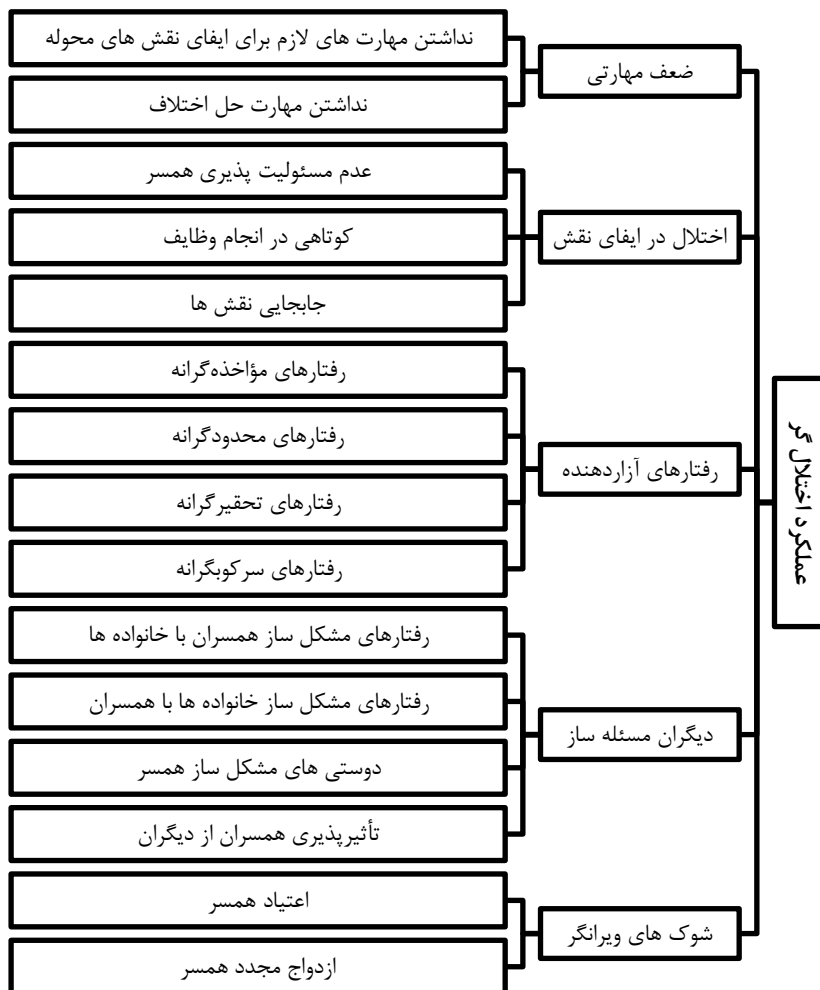 عملکرد اختلال گر
ضعف مهارتی
نداشتن مهارت های لازم برای ایفای نقش های محوله
نداشتن مهارت حل اختلاف
اختلال در ایفای نقش
عدم مسئولیت پذیری همسر
کوتاهی در انجام وظایف
جابجایی نقش ها
رفتارهای آزاردهنده
رفتارهای مؤاخذه‌گرانه
رفتارهای محدودگرانه
رفتارهای تحقیرگرانه
رفتارهای سرکوبگرانه
دیگران مسئله ساز
رفتارهای مشکل ساز همسران با خانواده ها
رفتارهای مشکل ساز خانواده ها با همسران
دوستی های مشکل ساز همسر
تأثیرپذیری همسران از دیگران
شوک های ویرانگر
اعتیاد همسر
ازدواج مجدد همسر